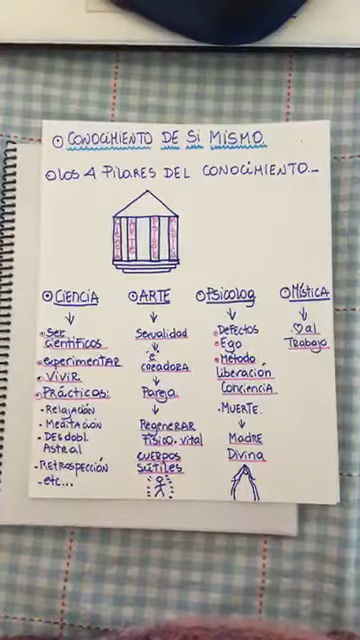 CONOCIMIENTO DE SÍ MISMO
LOS 4 PILARES DEL CONOCIMIENTO...
CIENCIA
Ser
científicos
experimentar
VIVIR
PRÁCTICAS:
- Relajación
- Meditación
- Desdobl.
Astral
- Retrospección
- etc...
ARTE
Sexualidad
e
creadora
Pareja
Regenerar
Físico. vital
cuerpos
sutiles
Psicolog
Defectos
Ego
Método
liberación
Conciencia
MUERTE
Madre
Divina
Mística
♡ al
Trabajo